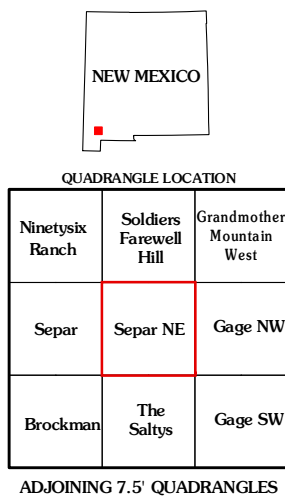 NEW MEXICO
QUADRANGLE LOCATION
Ninetysix
Ranch
Soldiers
Farewell
Hill
Grandmother
Mountain
West
Separ
Separ NE
Gage NW
Brockman
The
Saltys
Gage SW
ADJOINING 7.5' QUADRANGLES